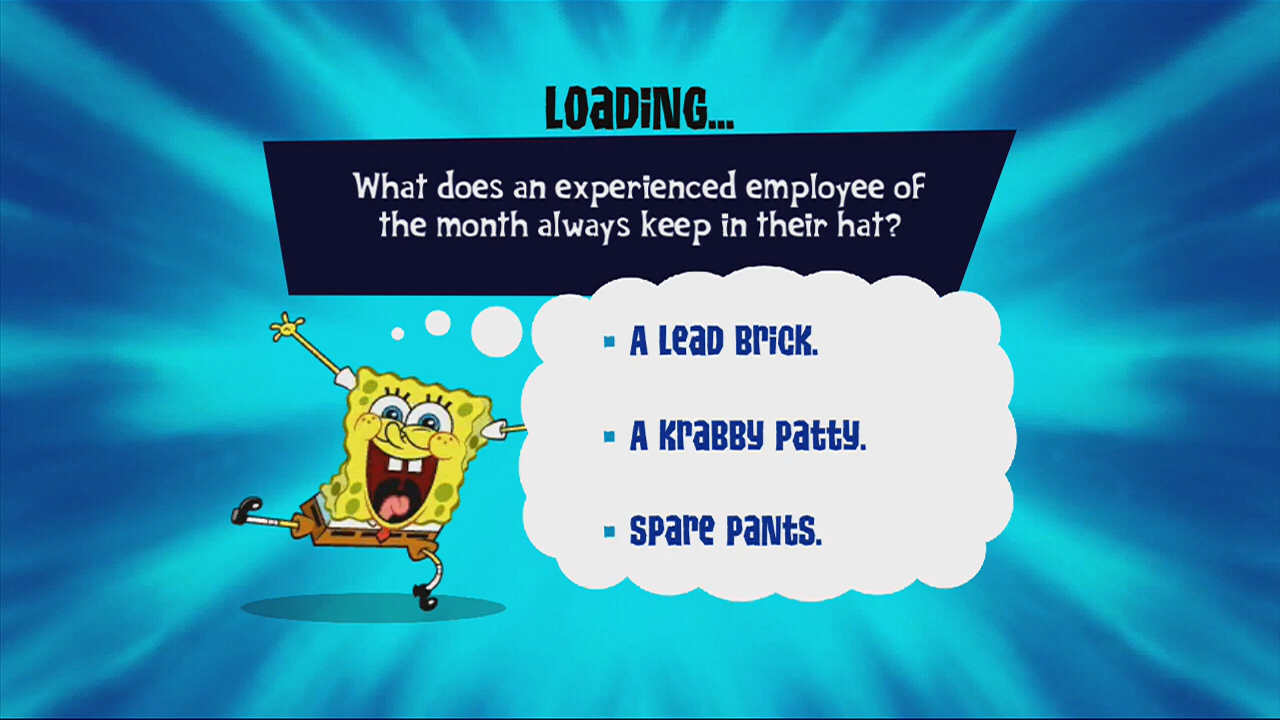 LOADING...
What does an experienced employee of
the month always keep in their hat?
A Lead Brick.
A Krabby Patty.
Spare Pants.